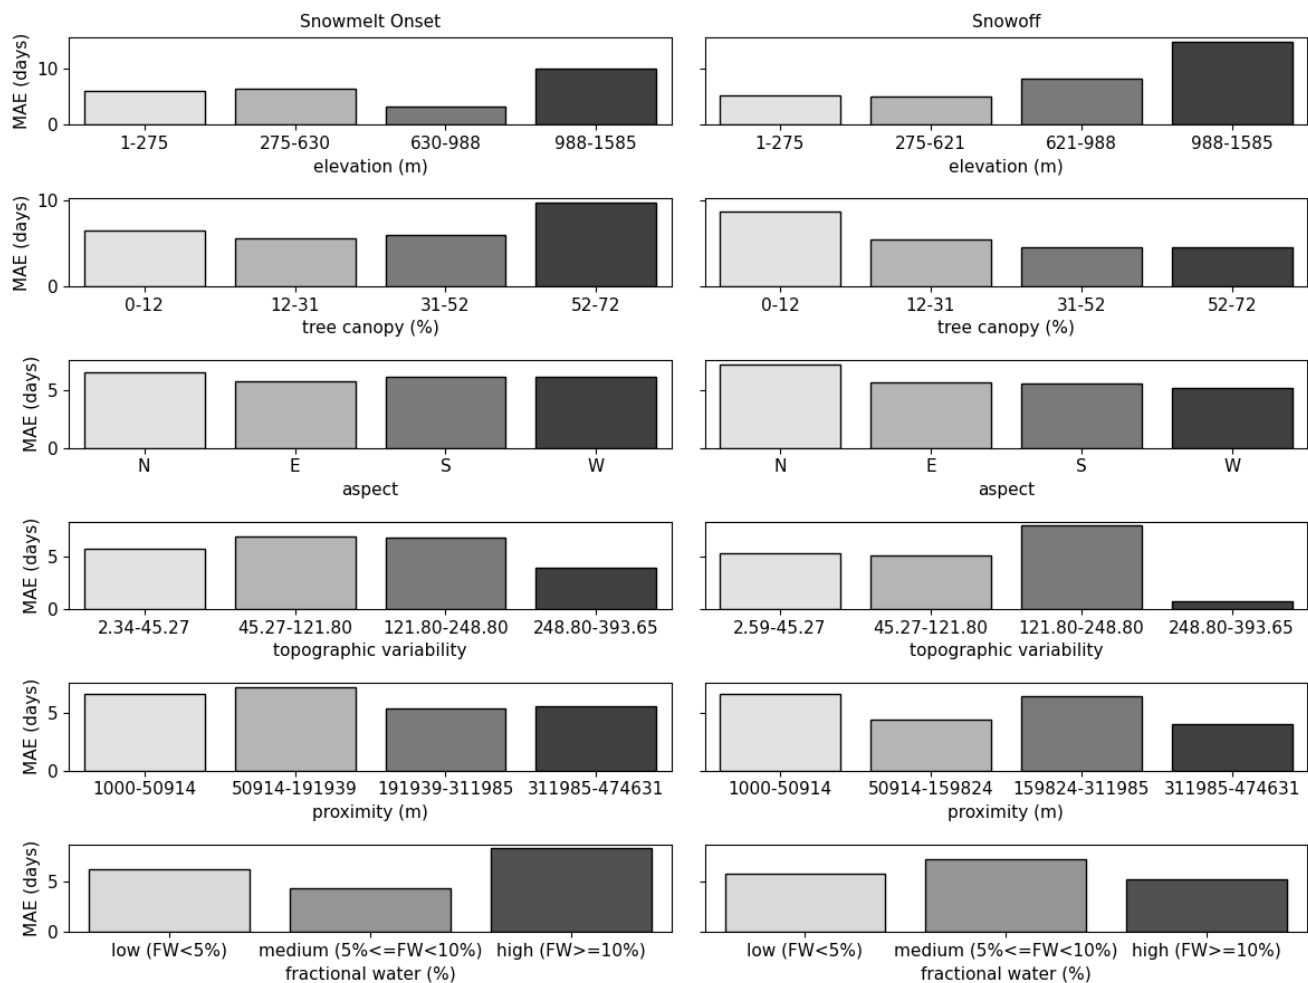 Snowmelt Onset
Snowoff
MAE (days)
10
0
1-275 275-630 630-988 988-1585
elevation (m)
1-275 275-621 621-988 988-1585
elevation (m)
MAE (days)
10
0
0-12 12-31 31-52 52-72
tree canopy (%)
0-12 12-31 31-52 52-72
tree canopy (%)
MAE (days)
5
0
N E S W
aspect
N E S W
aspect
MAE (days)
5
0
2.34-45.27 45.27-121.80 121.80-248.80 248.80-393.65
topographic variability
2.59-45.27 45.27-121.80 121.80-248.80 248.80-393.65
topographic variability
MAE (days)
5
0
1000-50914 50914-191939 191939-311985 311985-474631
proximity (m)
1000-50914 50914-159824 159824-311985 311985-474631
proximity (m)
MAE (days)
5
0
low (FW<5%) medium (5%<=FW<10%) high (FW>=10%)
fractional water (%)
low (FW<5%) medium (5%<=FW<10%) high (FW>=10%)
fractional water (%)